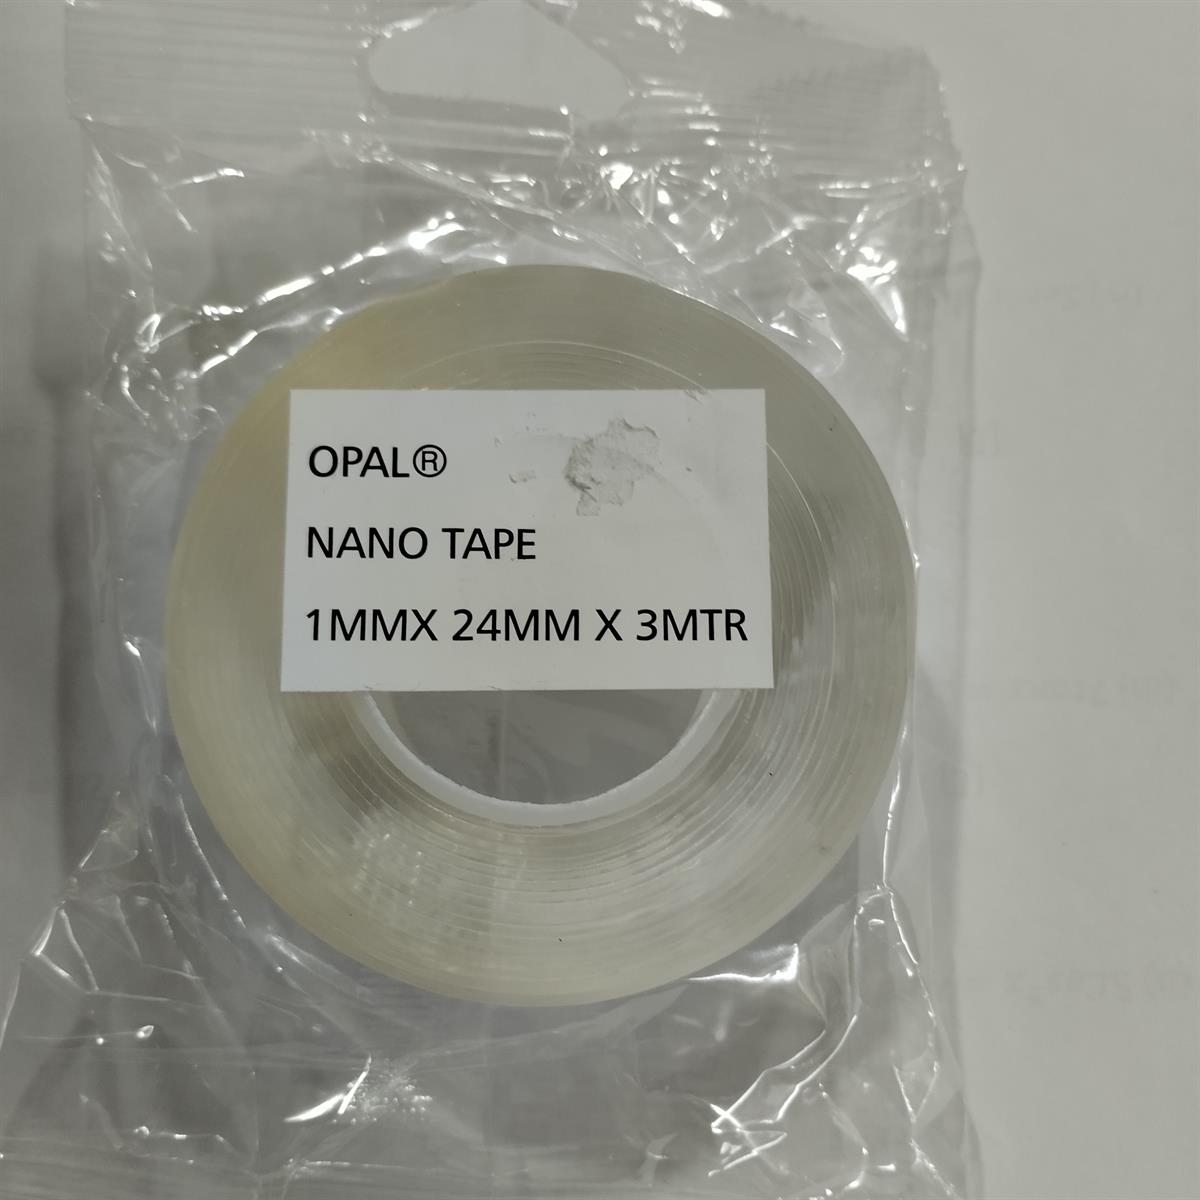 OPAL®
NANO TAPE
1MMX 24MM X 3MTR